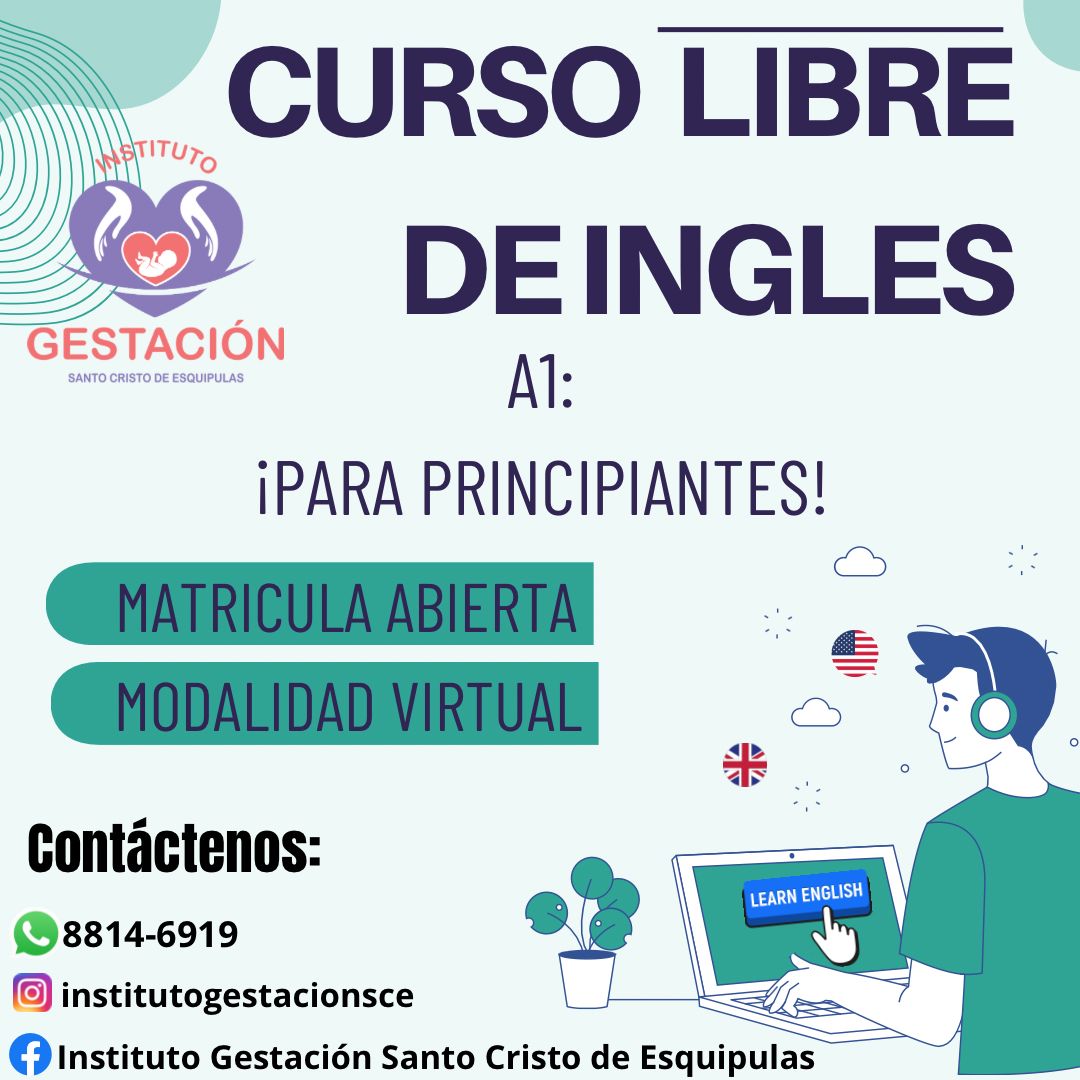 CURSO LIBRE
DE INGLES
INSTITUTO
GESTACIÓN
SANTO CRISTO DE ESQUIPULAS
A1:
¡PARA PRINCIPIANTES!
MATRICULA ABIERTA
MODALIDAD VIRTUAL
LEARN ENGLISH
Contáctenos:
8814-6919
institutogestacionsce
Instituto Gestación Santo Cristo de Esquipulas